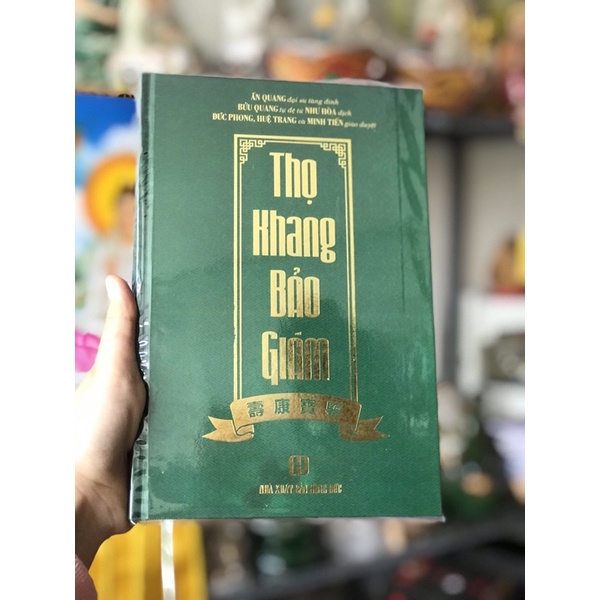 ẤN QUANG đại sư tăng đính
BỬU QUANG tự đệ tử NHƯ HÒA dịch
ĐỨC PHONG, HUỆ TRANG và MINH TIẾN giảo duyệt
Thọ
Khang
Bảo
Giám
壽康寶
NHÀ XUẤT BẢN HỒNG ĐỨC